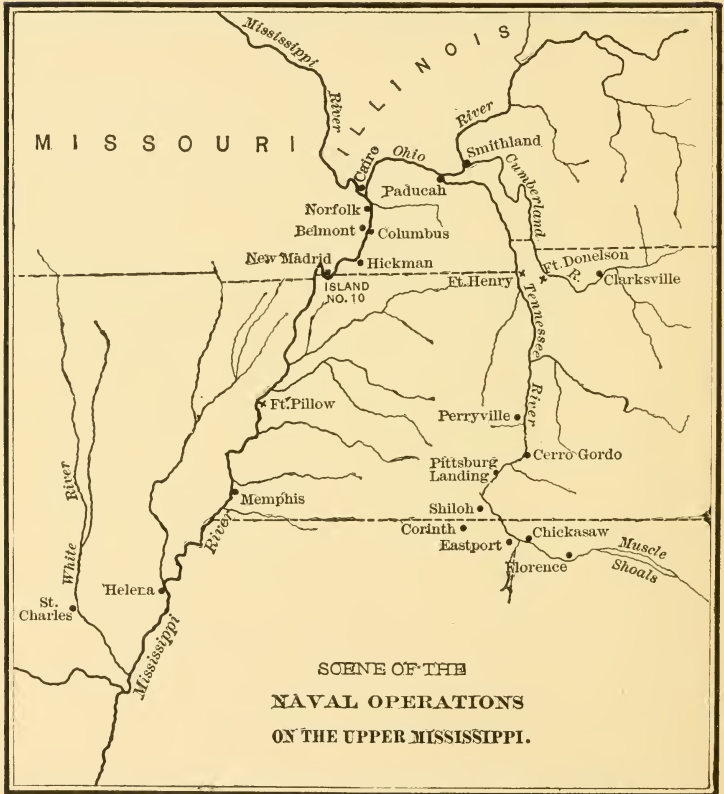 Mississippi
River
ILLINOIS
MISSOURI
Cairo
Ohio
River
Smithland
Paducah
Cumberland
R.
Norfolk
Belmont
Columbus
New Madrid
Hickman
ISLAND
NO. 10
Ft. Henry
Ft. Donelson
Clarksville
Tennessee
River
Ft. Pillow
Perryville
Cerro Gordo
Pittsburg
Landing
Memphis
Shiloh
Corinth
Chickasaw
Eastport
Florence
Muscle
Shoals
White
River
Helena
St.
Charles
Mississippi
River
SCENE OF THE
NAVAL OPERATIONS
ON THE UPPER MISSISSIPPI.